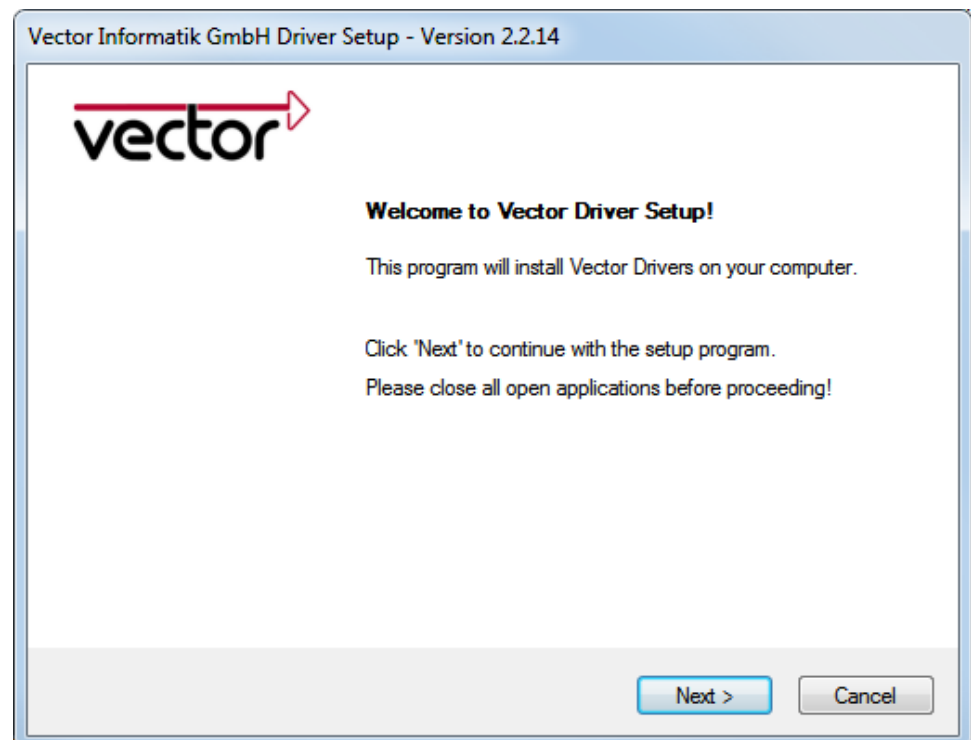 Vector Informatik GmbH Driver Setup - Version 2.2.14
vector
Welcome to Vector Driver Setup!
This program will install Vector Drivers on your computer.
Click 'Next' to continue with the setup program.
Please close all open applications before proceeding!
Next >
Cancel